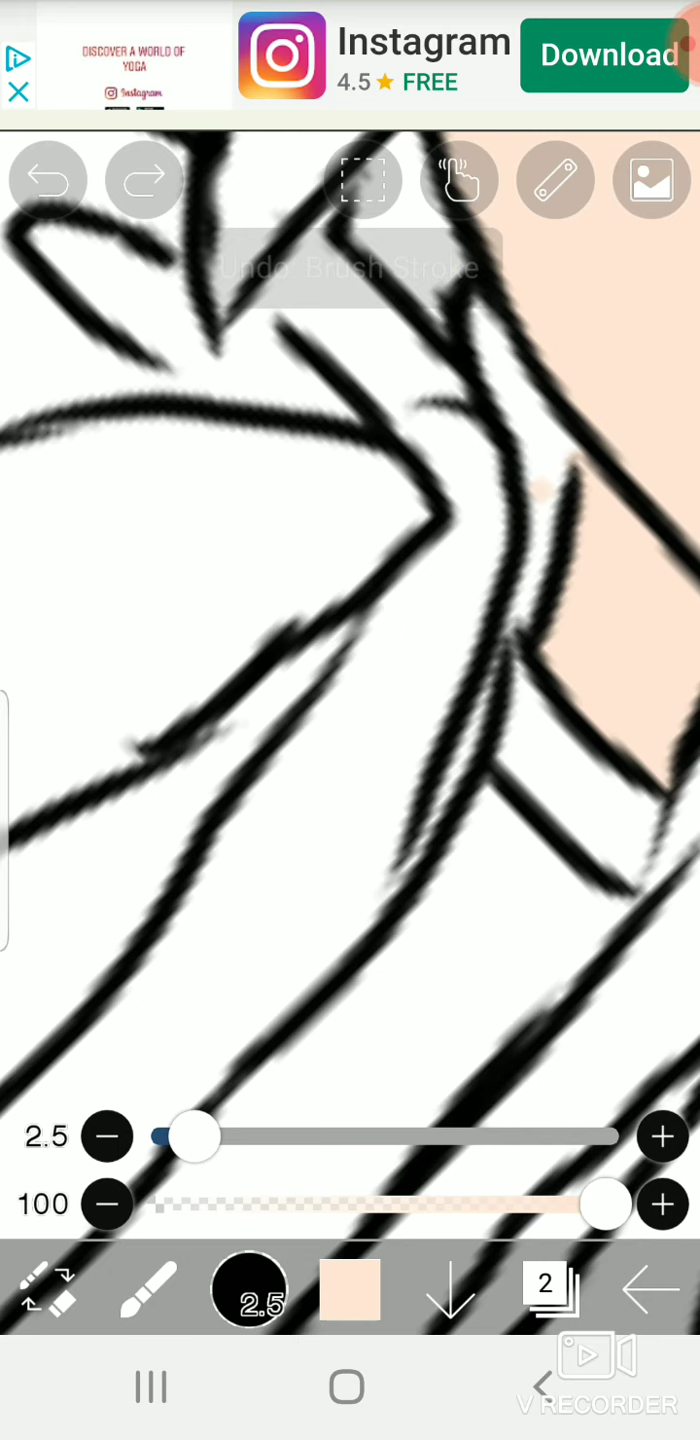 DISCOVER A WORLD OF
YOGA
Instagram
Instagram
4.5 ★ FREE
Download
Undo: Brush Stroke
2.5
100
2.5
2
V RECORDER